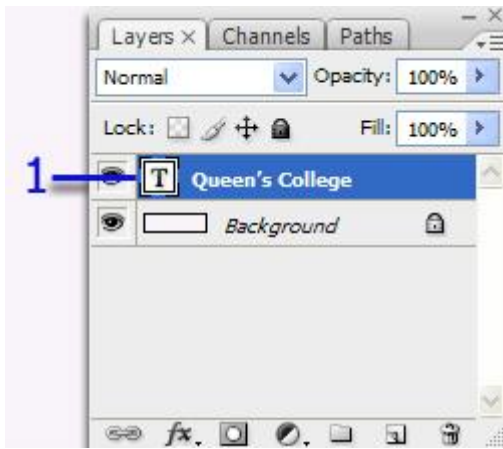 Layers × Channels Paths
Normal Opacity: 100%
Lock: Fill: 100%
1 T Queen's College
Background
fx.